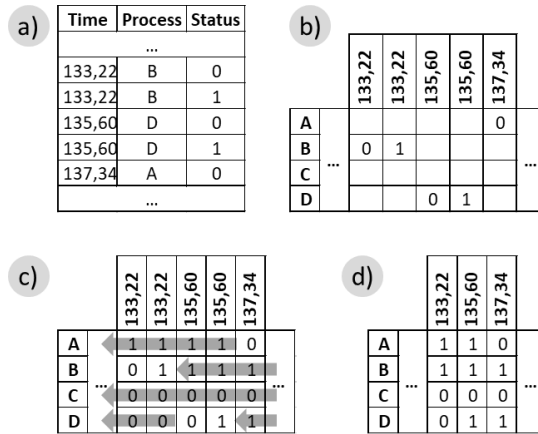 a)
Time Process Status
...
133,22 B 0
133,22 B 1
135,60 D 0
135,60 D 1
137,34 A 0
...
b)
133,22 133,22 135,60 135,60 137,34
A 0
B 0 1
... ...
C
D 0 1
c)
133,22 133,22 135,60 135,60 137,34
A 1 1 1 1 0
B 0 1 1 1 1
... ...
C 0 0 0 0 0
D 0 0 0 1 1
d)
133,22 135,60 137,34
A 1 1 0
B 1 1 1
... ...
C 0 0 0
D 0 1 1